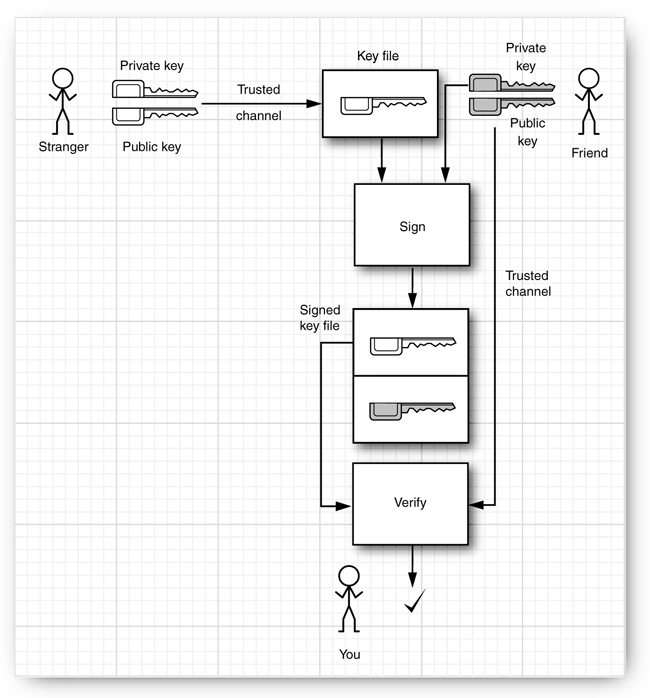 Key file
Private key
Private
key
Trusted
channel
Stranger
Public key
Public
key
Friend
Sign
Trusted
channel
Signed
key file
Verify
You